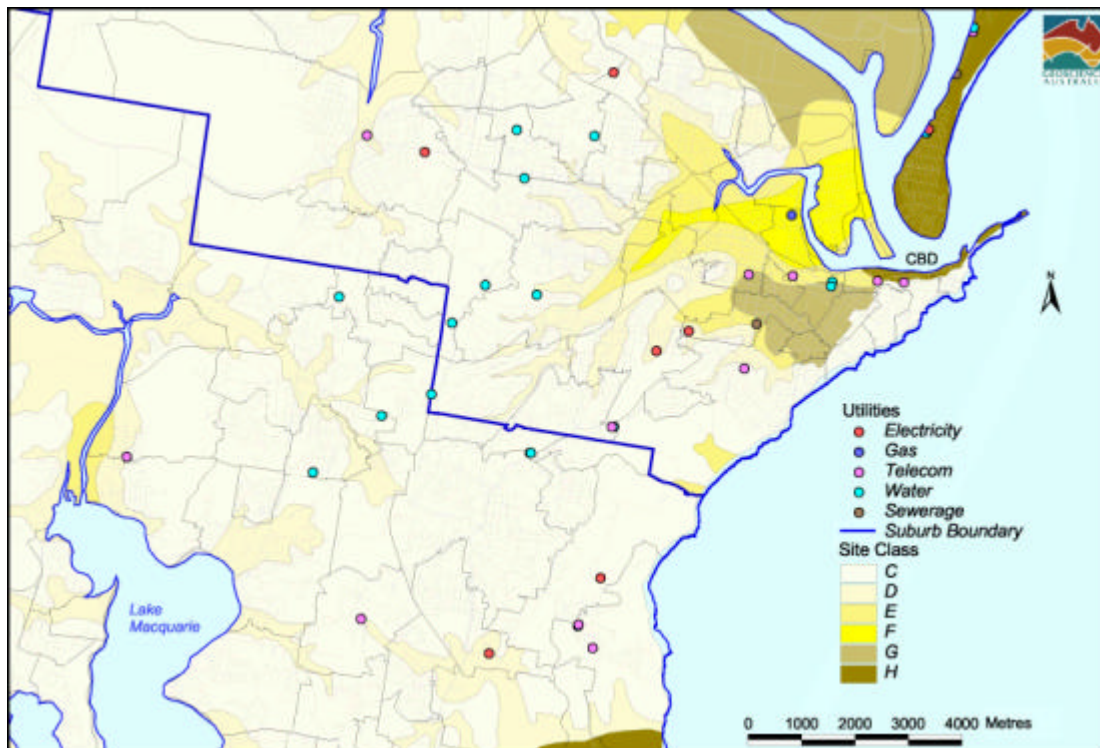 GEOSCIENCE
AUSTRALIA
CBD
N
Utilities
Electricity
Gas
Telecom
Water
Sewerage
Suburb Boundary
Site Class
C
D
E
F
G
H
Lake
Macquarie
0 1000 2000 3000 4000 Metres